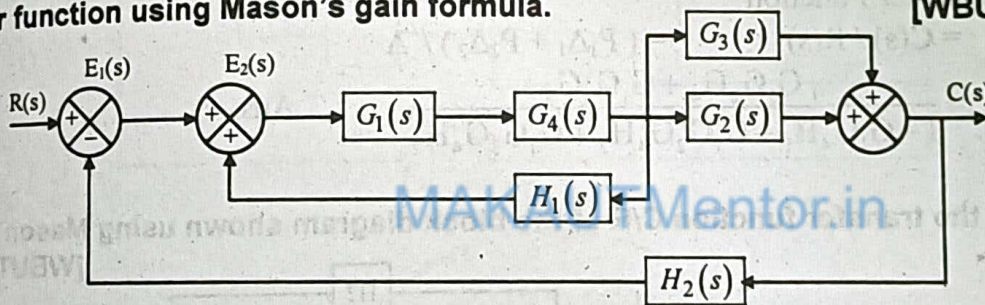 r function using Mason's gain formula.
[WBU
G₃(s)
E₁(s)
E₂(s)
R(s)
C(s)
+
−
+
+
G₁(s)
G₄(s)
G₂(s)
+
+
H₁(s)
MAKAUTMentor.in
H₂(s)